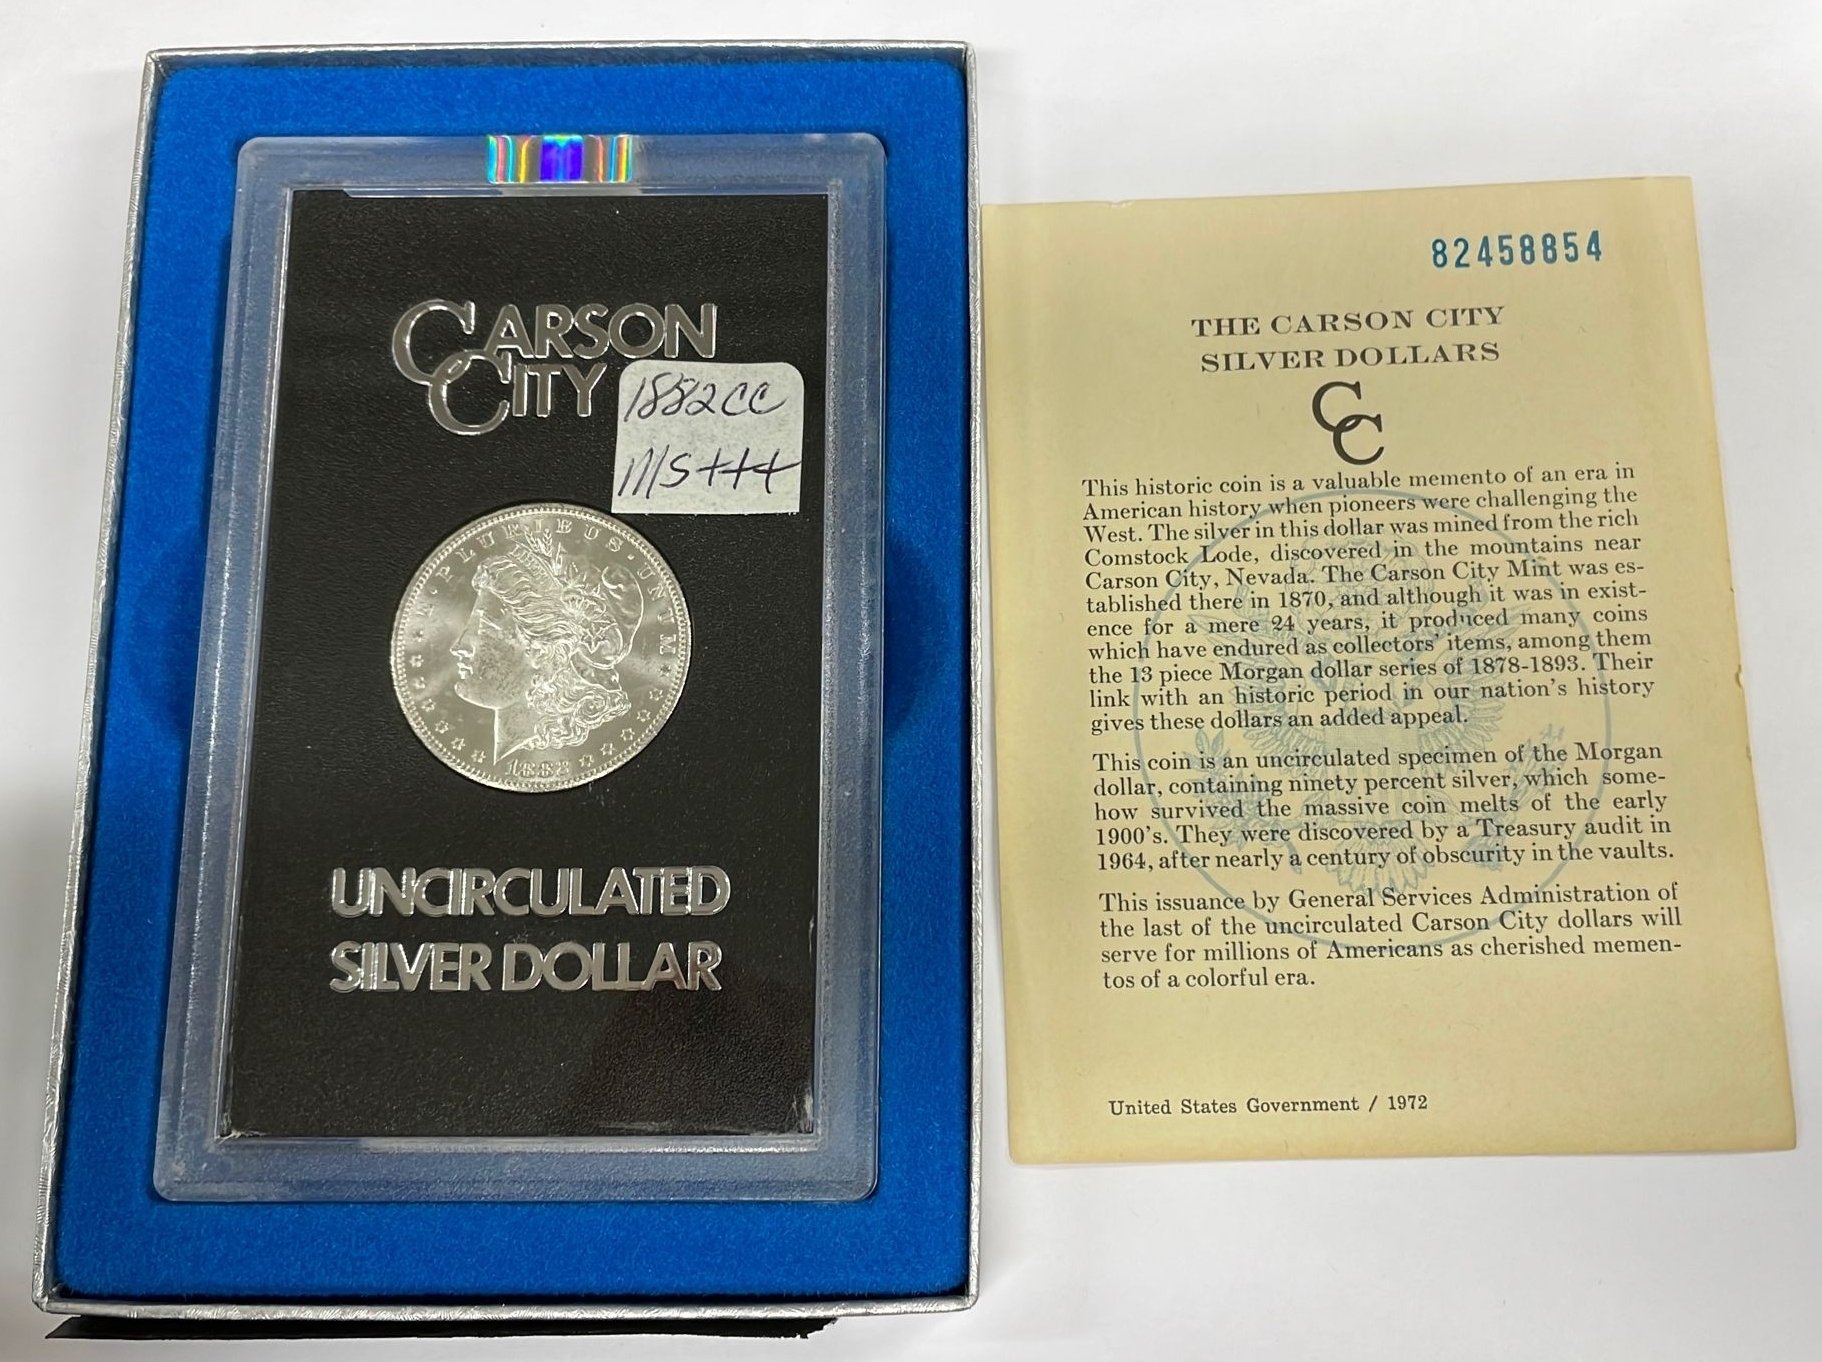 CARSON
CITY
1882CC
MS+++
E·PLURIBUS·UNUM
1882
UNCIRCULATED
SILVER DOLLAR
82458854
THE CARSON CITY
SILVER DOLLARS
CC
This historic coin is a valuable memento of an era in
American history when pioneers were challenging the
West. The silver in this dollar was mined from the rich
Comstock Lode, discovered in the mountains near
Carson City, Nevada. The Carson City Mint was es-
tablished there in 1870, and although it was in exist-
ence for a mere 24 years, it produced many coins
which have endured as collectors' items, among them
the 13 piece Morgan dollar series of 1878-1893. Their
link with an historic period in our nation's history
gives these dollars an added appeal.
This coin is an uncirculated specimen of the Morgan
dollar, containing ninety percent silver, which some-
how survived the massive coin melts of the early
1900's. They were discovered by a Treasury audit in
1964, after nearly a century of obscurity in the vaults.
This issuance by General Services Administration of
the last of the uncirculated Carson City dollars will
serve for millions of Americans as cherished memen-
tos of a colorful era.
United States Government / 1972